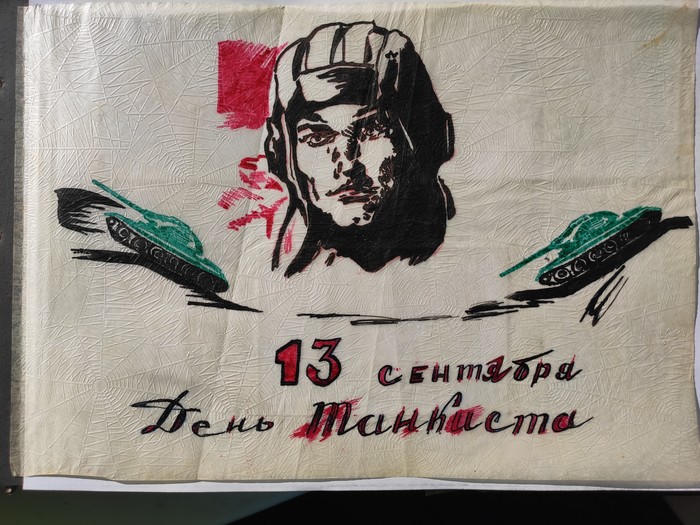 13 сентября
День Танкиста